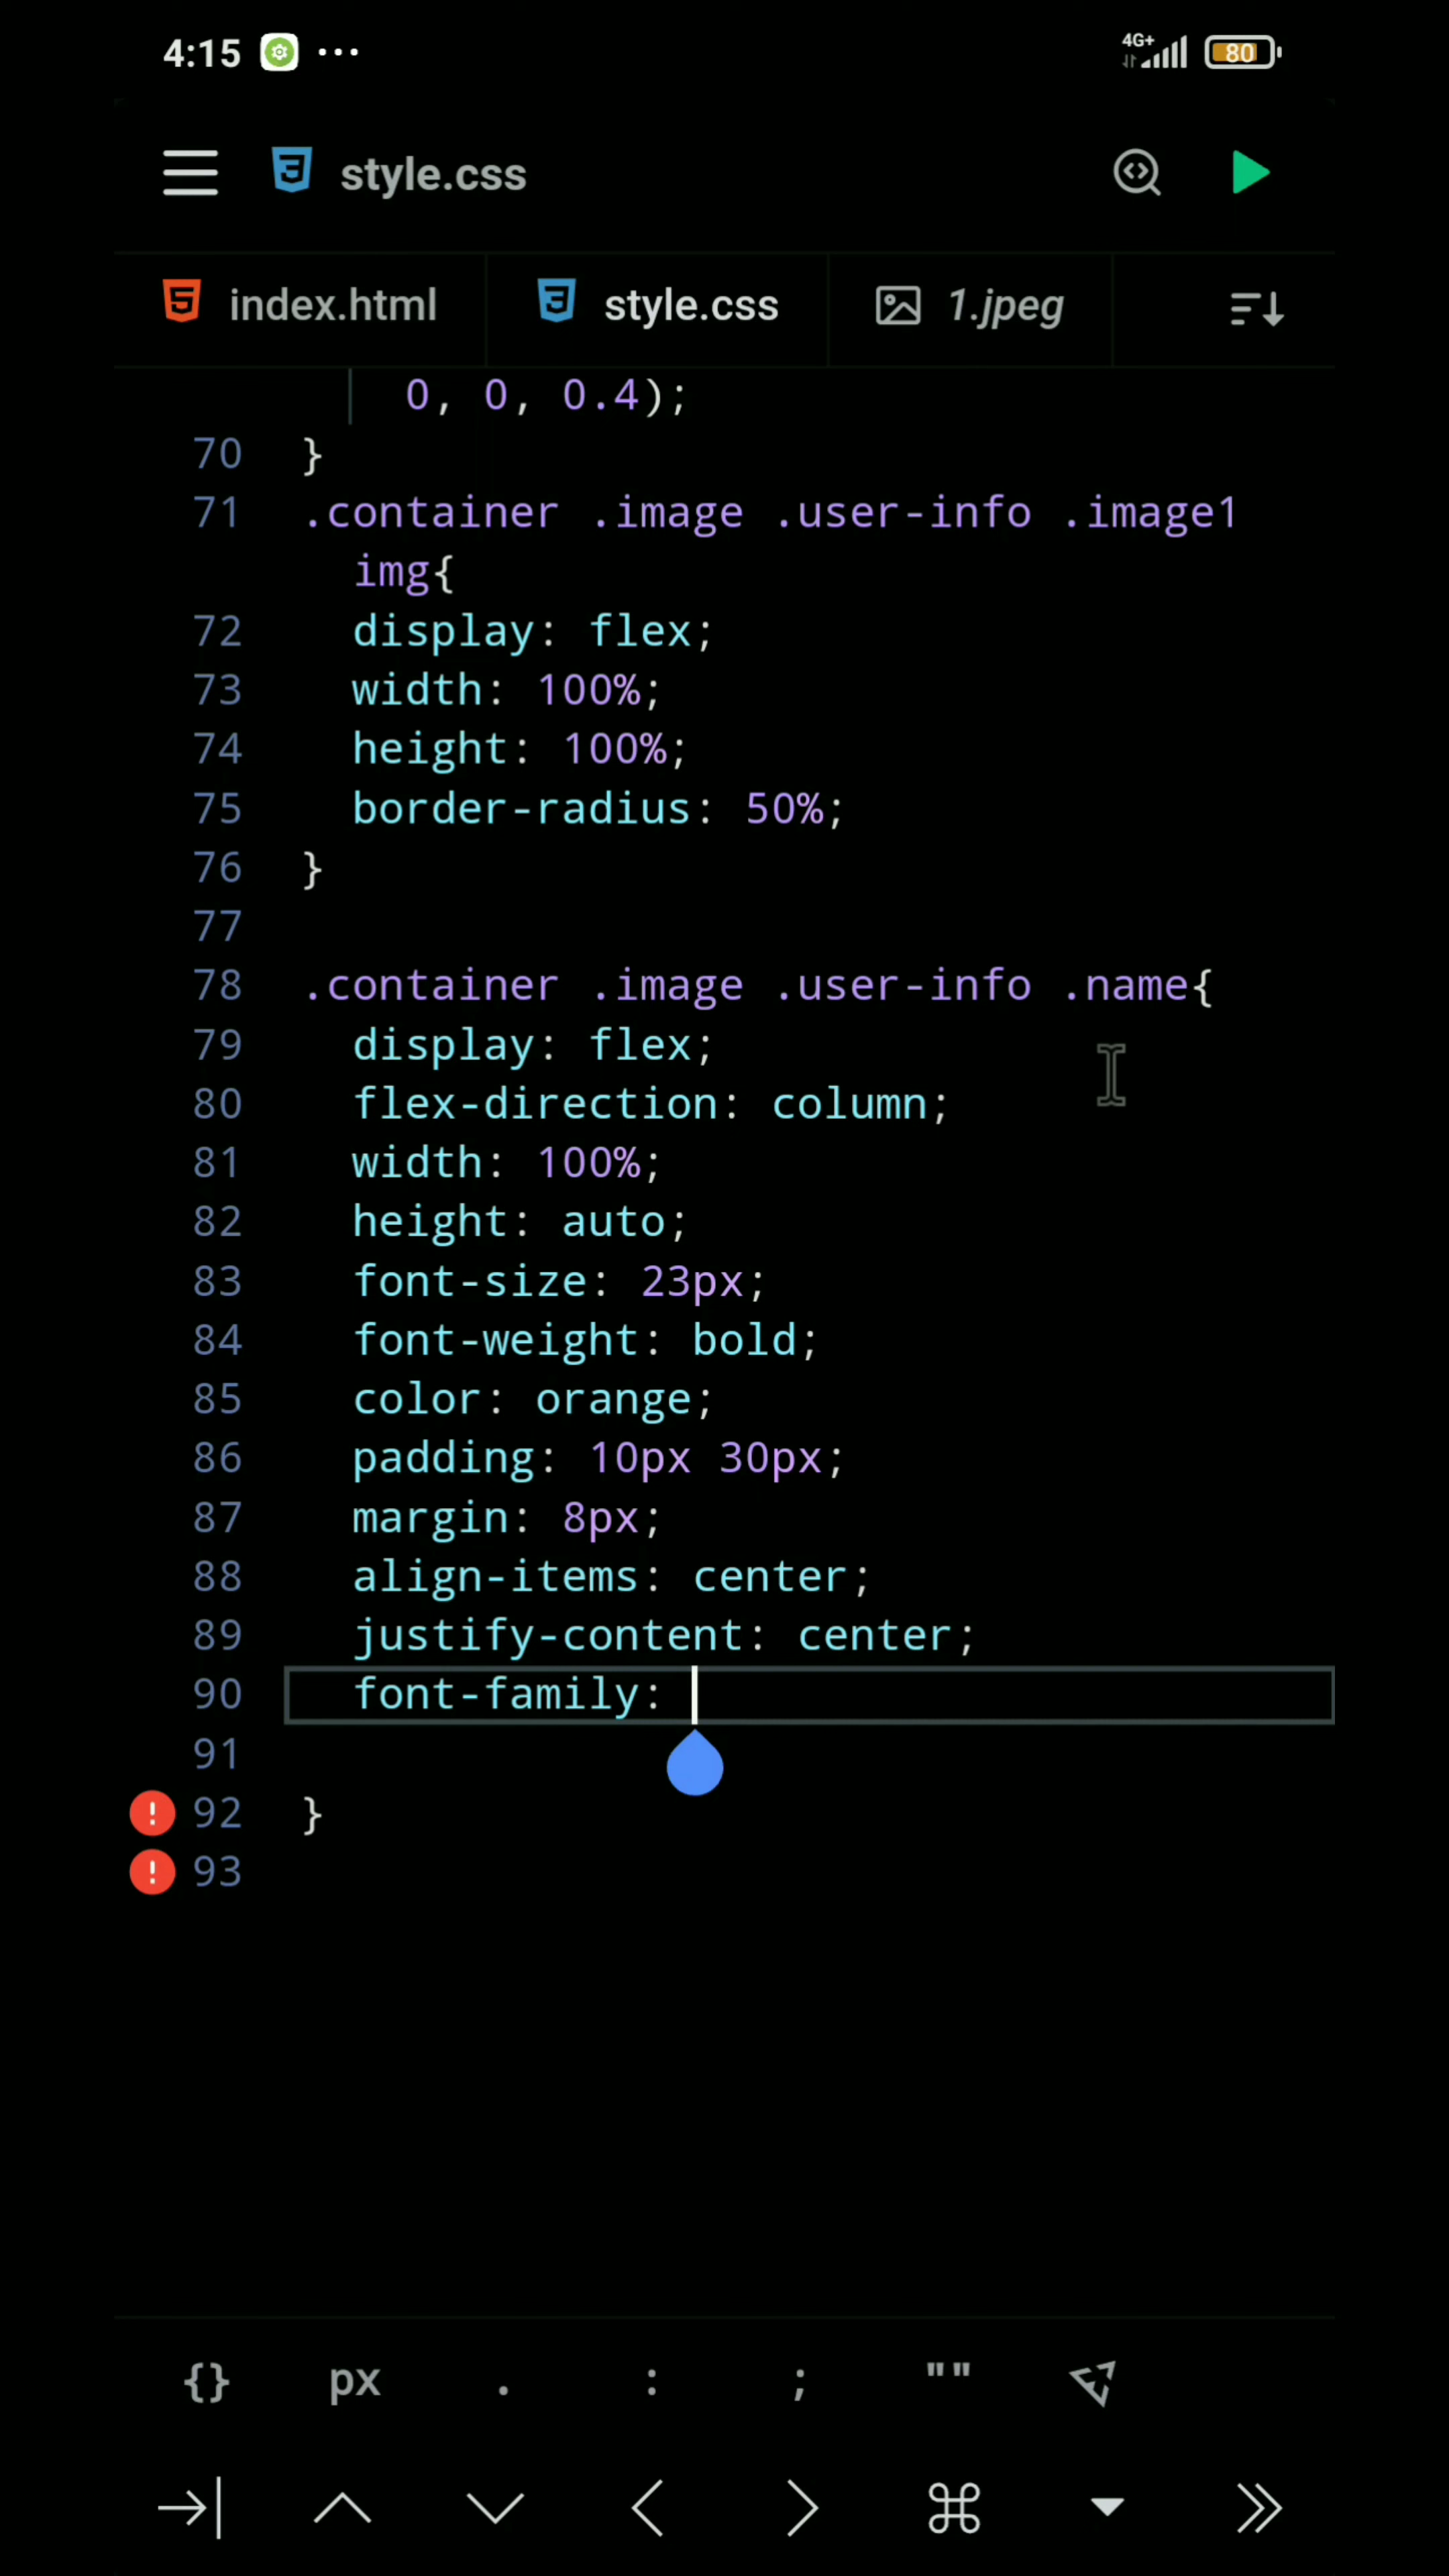 4:15 ... 4G+ 80
style.css
index.html style.css 1.jpeg
0, 0, 0.4);
70 }
71 .container .image .user-info .image1
img{
72 display: flex;
73 width: 100%;
74 height: 100%;
75 border-radius: 50%;
76 }
77
78 .container .image .user-info .name{
79 display: flex;
80 flex-direction: column;
81 width: 100%;
82 height: auto;
83 font-size: 23px;
84 font-weight: bold;
85 color: orange;
86 padding: 10px 30px;
87 margin: 8px;
88 align-items: center;
89 justify-content: center;
90 font-family:
91
92 }
93
{} px . : ; ""